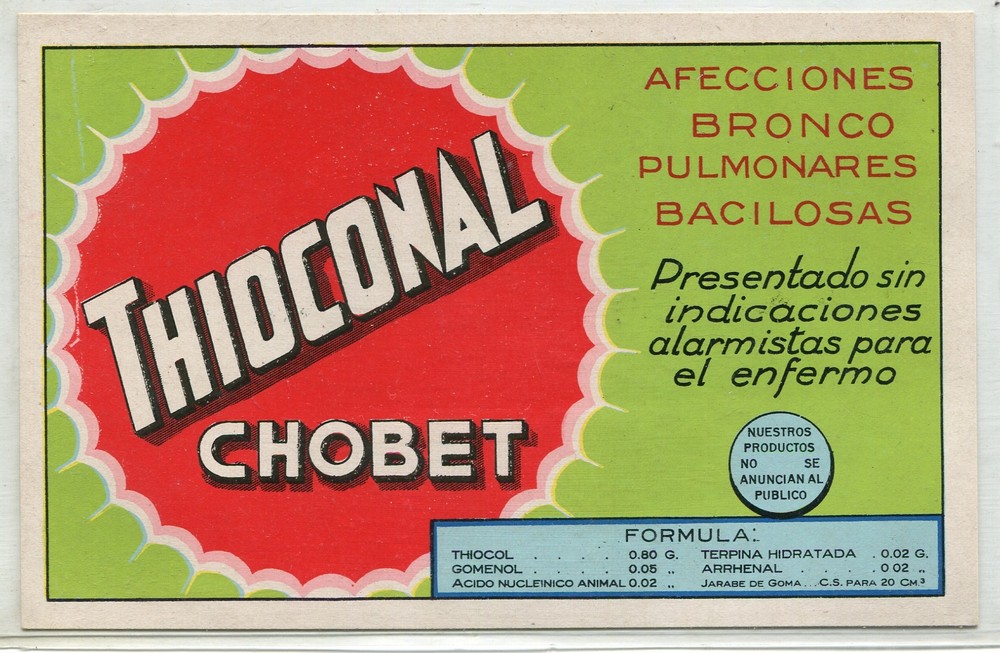 THIOCONAL
CHOBET
AFECCIONES
BRONCO
PULMONARES
BACILOSAS
Presentado sin
indicaciones
alarmistas para
el enfermo
NUESTROS
PRODUCTOS
NO SE
ANUNCIAN AL
PUBLICO
FORMULA:
THIOCOL . . . . . 0.80 G. TERPINA HIDRATADA . 0.02 G.
GOMENOL . . . . . 0.05 „ ARRHENAL . . . . 0 02 „
ACIDO NUCLEINICO ANIMAL 0.02 „ JARABE DE GOMA... C.S. PARA 20 CM.³